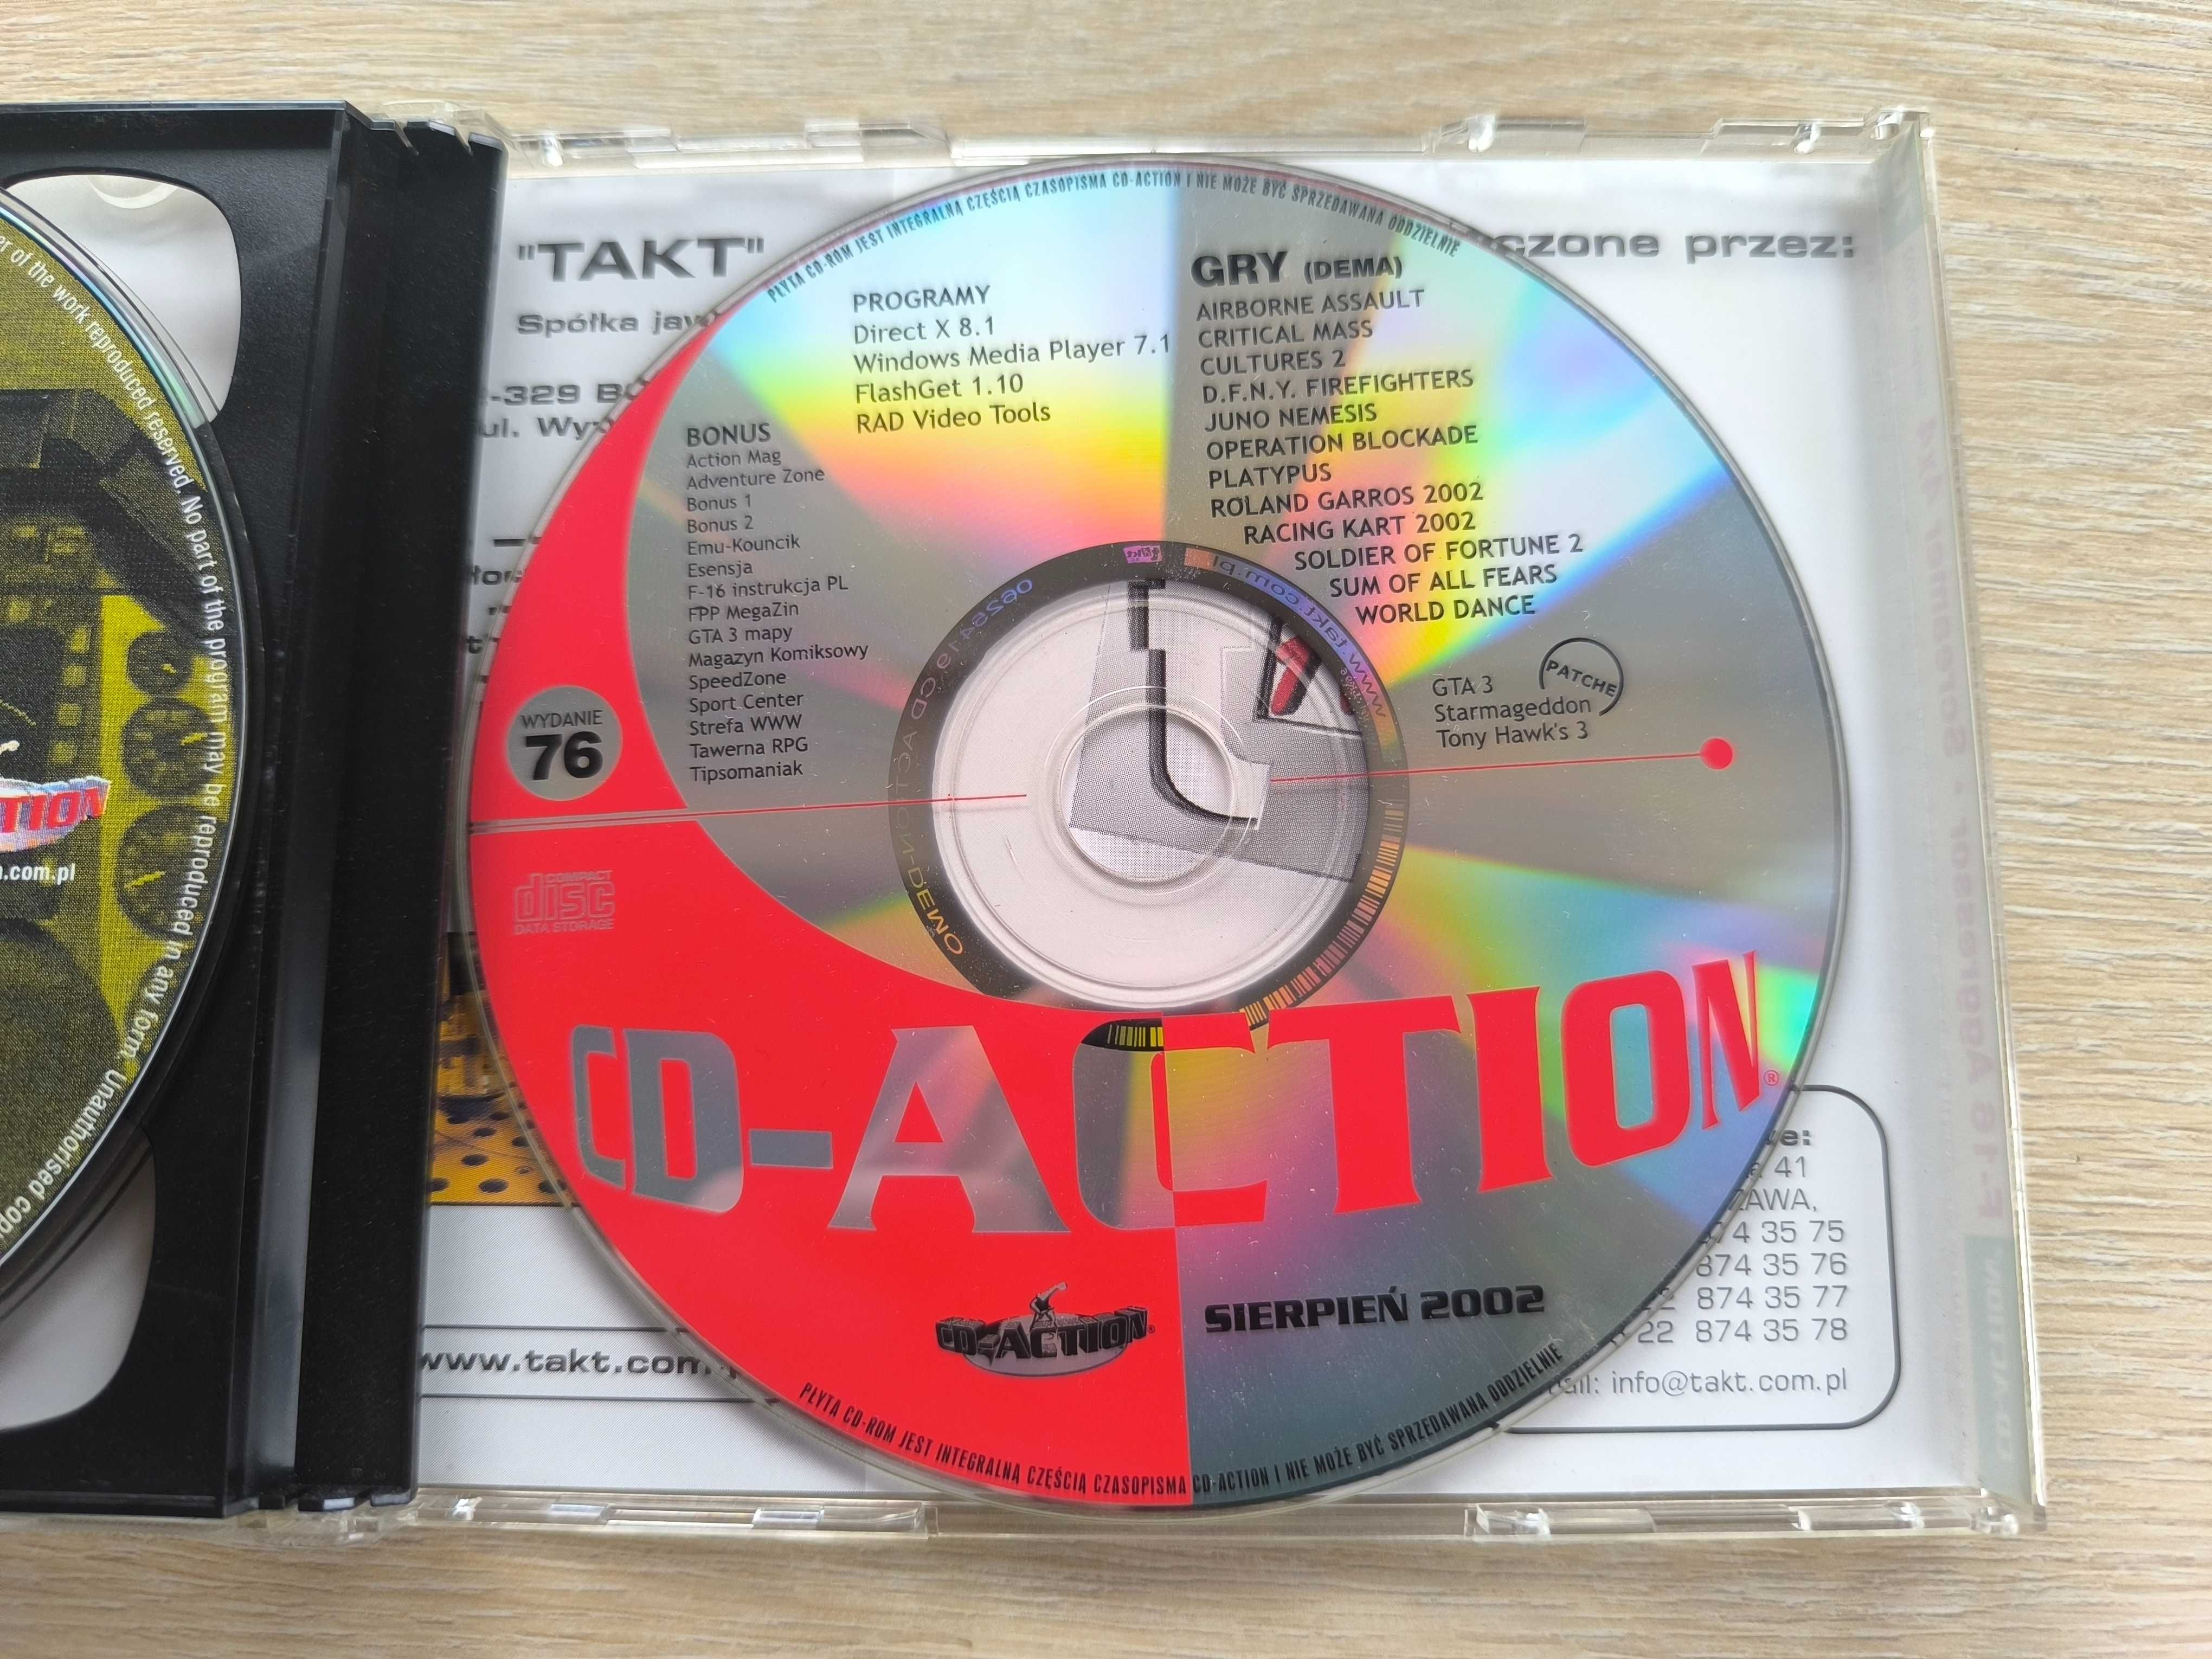 PŁYTA CD-ROM JEST INTEGRALNĄ CZĘŚCIĄ CZASOPISMA CD-ACTION I NIE MOŻE BYĆ SPRZEDAWANA ODDZIELNIE
"TAKT"
Spółka
przez:
PROGRAMY
Direct X 8.1
Windows Media Player 7.1
FlashGet 1.10
RAD Video Tools
GRY (DEMA)
AIRBORNE ASSAULT
CRITICAL MASS
CULTURES 2
D.F.N.Y. FIREFIGHTERS
JUNO NEMESIS
OPERATION BLOCKADE
PLATYPUS
ROLAND GARROS 2002
RACING KART 2002
SOLDIER OF FORTUNE 2
SUM OF ALL FEARS
WORLD DANCE
-329
ul.
BONUS
Action Mag
Adventure Zone
Bonus 1
Bonus 2
Emu-Kouncik
Esensja
F-16 instrukcja PL
FPP MegaZin
GTA 3 mapy
Magazyn Komiksowy
SpeedZone
Sport Center
Strefa WWW
Tawerna RPG
Tipsomaniak
PATCHE
GTA 3
Starmageddon
Tony Hawk's 3
WYDANIE
76
www.takt.com.pl
COMPACT
disc
DATA STORAGE
CD-ACTION®
CD-ACTION®
SIERPIEŃ 2002
PŁYTA CD-ROM JEST INTEGRALNĄ CZĘŚCIĄ CZASOPISMA CD-ACTION I NIE MOŻE BYĆ SPRZEDAWANA ODDZIELNIE
41
874 35 75
874 35 76
874 35 77
22 874 35 78
info@takt.com.pl
www.takt.com
of the work reproduced reserved. No part of the program may be reproduced in any form. Unauthorised
.com.pl
F-16 Agressor
CD-ACTION